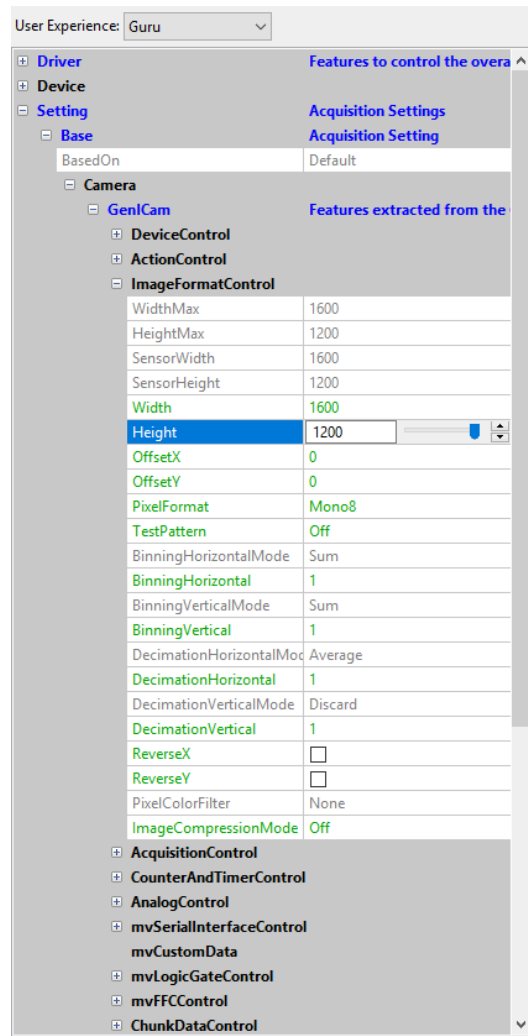 User Experience: Guru
Driver Features to control the overa
Device
Setting Acquisition Settings
Base Acquisition Setting
BasedOn Default
Camera
GenICam Features extracted from the
DeviceControl
ActionControl
ImageFormatControl
WidthMax 1600
HeightMax 1200
SensorWidth 1600
SensorHeight 1200
Width 1600
Height 1200
OffsetX 0
OffsetY 0
PixelFormat Mono8
TestPattern Off
BinningHorizontalMode Sum
BinningHorizontal 1
BinningVerticalMode Sum
BinningVertical 1
DecimationHorizontalMod Average
DecimationHorizontal 1
DecimationVerticalMode Discard
DecimationVertical 1
ReverseX
ReverseY
PixelColorFilter None
ImageCompressionMode Off
AcquisitionControl
CounterAndTimerControl
AnalogControl
mvSerialInterfaceControl
mvCustomData
mvLogicGateControl
mvFFCControl
ChunkDataControl